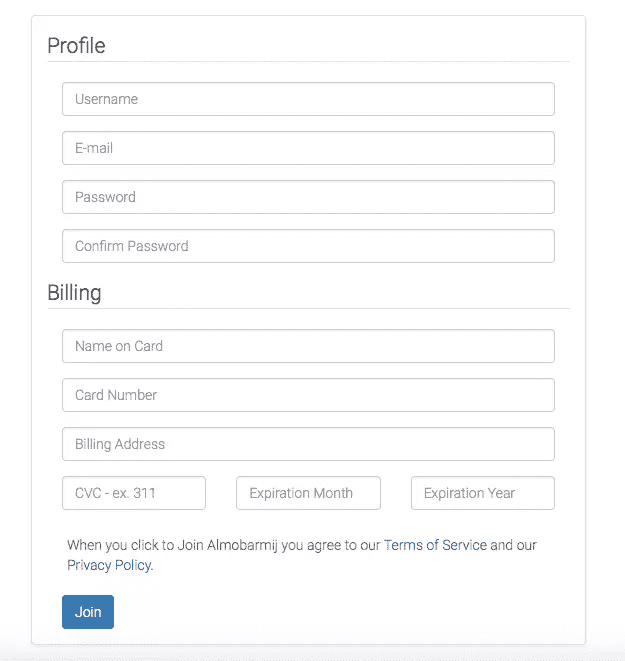 Profile
Username
E-mail
Password
Confirm Password
Billing
Name on Card
Card Number
Billing Address
CVC - ex. 311 Expiration Month Expiration Year
When you click to Join Almobarmij you agree to our Terms of Service and our
Privacy Policy.
Join